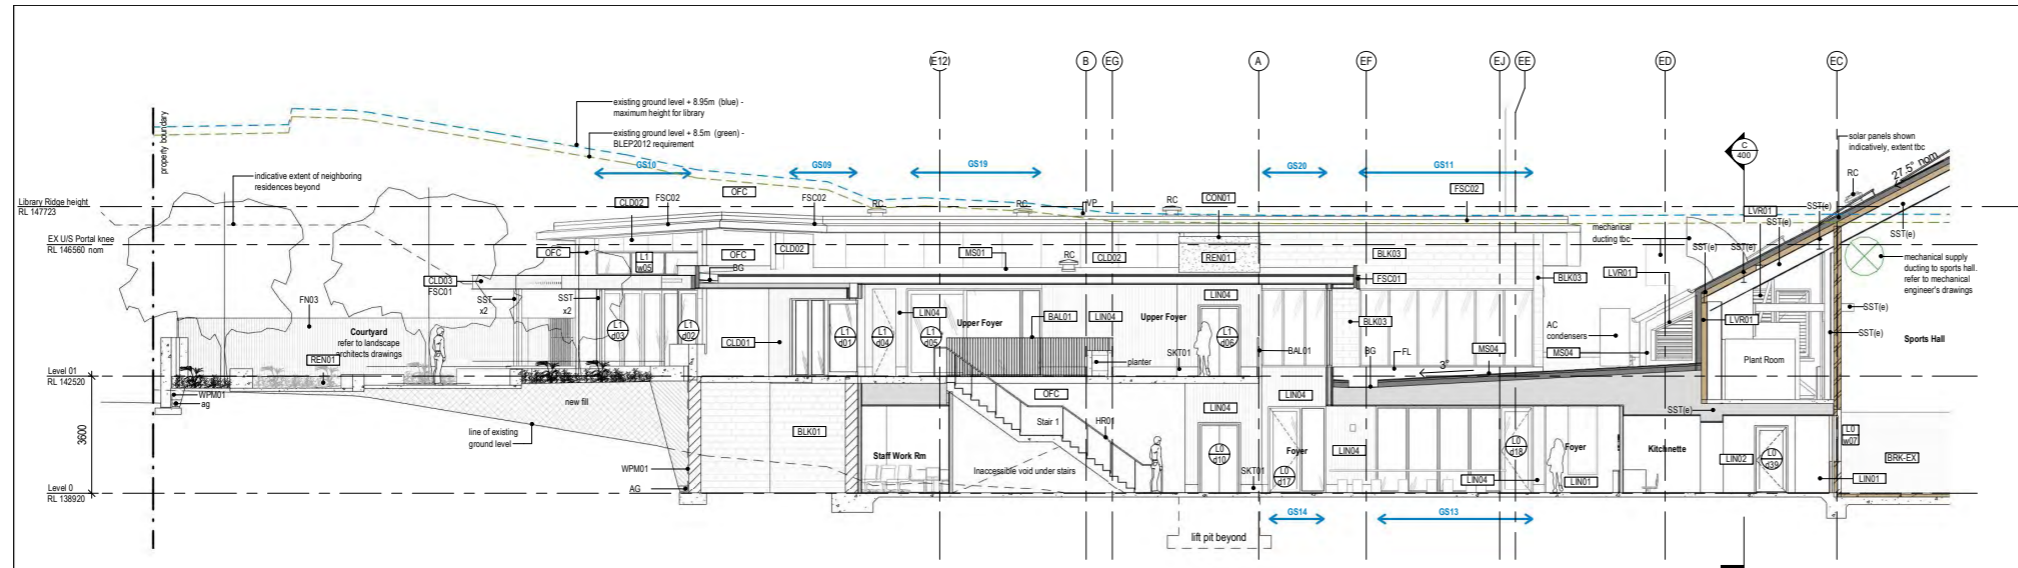 E12
B
EG
A
EF
EJ
EE
ED
EC
property boundary
existing ground level + 8.95m (blue) -
maximum height for library
existing ground level + 8.5m (green) -
BLEP2012 requirement
GS10
GS09
GS19
GS20
GS11
C
400
solar panels shown
indicatively, extent tbc
27.5° nom
RC
indicative extent of neighboring
residences beyond
Library Ridge height
RL 147723
EX U/S Portal knee
RL 146560 nom
OFC
CLD02
FSC02
FSC02
RC
RC
VP
RC
CON01
FSC02
LVR01
SST(e)
SST(e)
SST(e)
SST(e)
SST(e)
mechanical
ducting tbc
OFC
L1
w05
OFC
CLD02
BG
MS01
RC
CLD02
REN01
BLK03
FSC01
BLK03
LVR01
mechanical supply
ducting to sports hall.
refer to mechanical
engineer's drawings
CLD03
FSC01
SST
x2
SST
x2
FN03
Courtyard
refer to landscape
architects drawings
REN01
L1
d03
L1
d02
CLD01
L1
d01
L1
d04
LIN04
L1
d05
Upper Foyer
BAL01
LIN04
Upper Foyer
LIN04
L1
d06
planter
SKT01
BAL01
BLK03
BG
FL
3°
MS04
AC
condensers
MS04
LVR01
Plant Room
SST(e)
SST(e)
Sports Hall
Level 01
RL 142520
WPM01
ag
new fill
line of existing
ground level
3600
BLK01
OFC
Stair 1
HR01
LIN04
LIN04
SST(e)
Staff Work Rm
Inaccessible void under stairs
L0
d10
SKT01
Foyer
L0
d17
LIN04
LIN04
L0
d18
Foyer
LIN01
Kitchnette
LIN02
L0
d39
L0
w07
BRK-EX
LIN01
WPM01
AG
Level 0
RL 138920
GS14
GS13
lift pit beyond